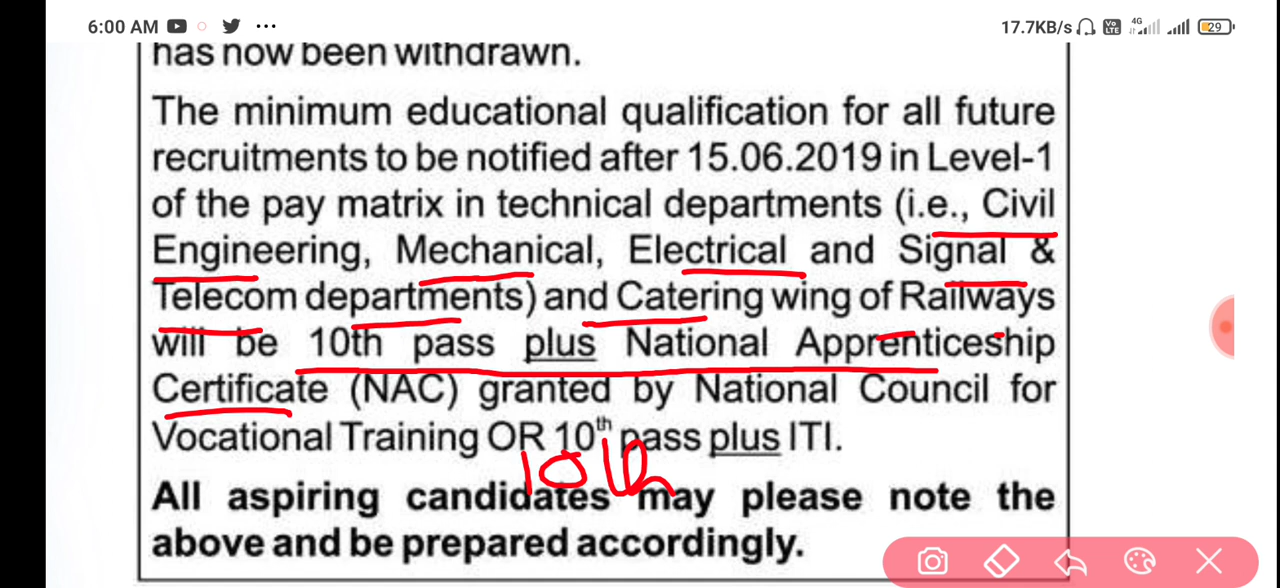 6:00 AM ... 17.7KB/s Vo LTE 4G 29
has now been withdrawn.
The minimum educational qualification for all future
recruitments to be notified after 15.06.2019 in Level-1
of the pay matrix in technical departments (i.e., Civil
Engineering, Mechanical, Electrical and Signal &
Telecom departments) and Catering wing of Railways
will be 10th pass plus National Apprenticeship
Certificate (NAC) granted by National Council for
Vocational Training OR 10th pass plus ITI.
10th
All aspiring candidates may please note the
above and be prepared accordingly.